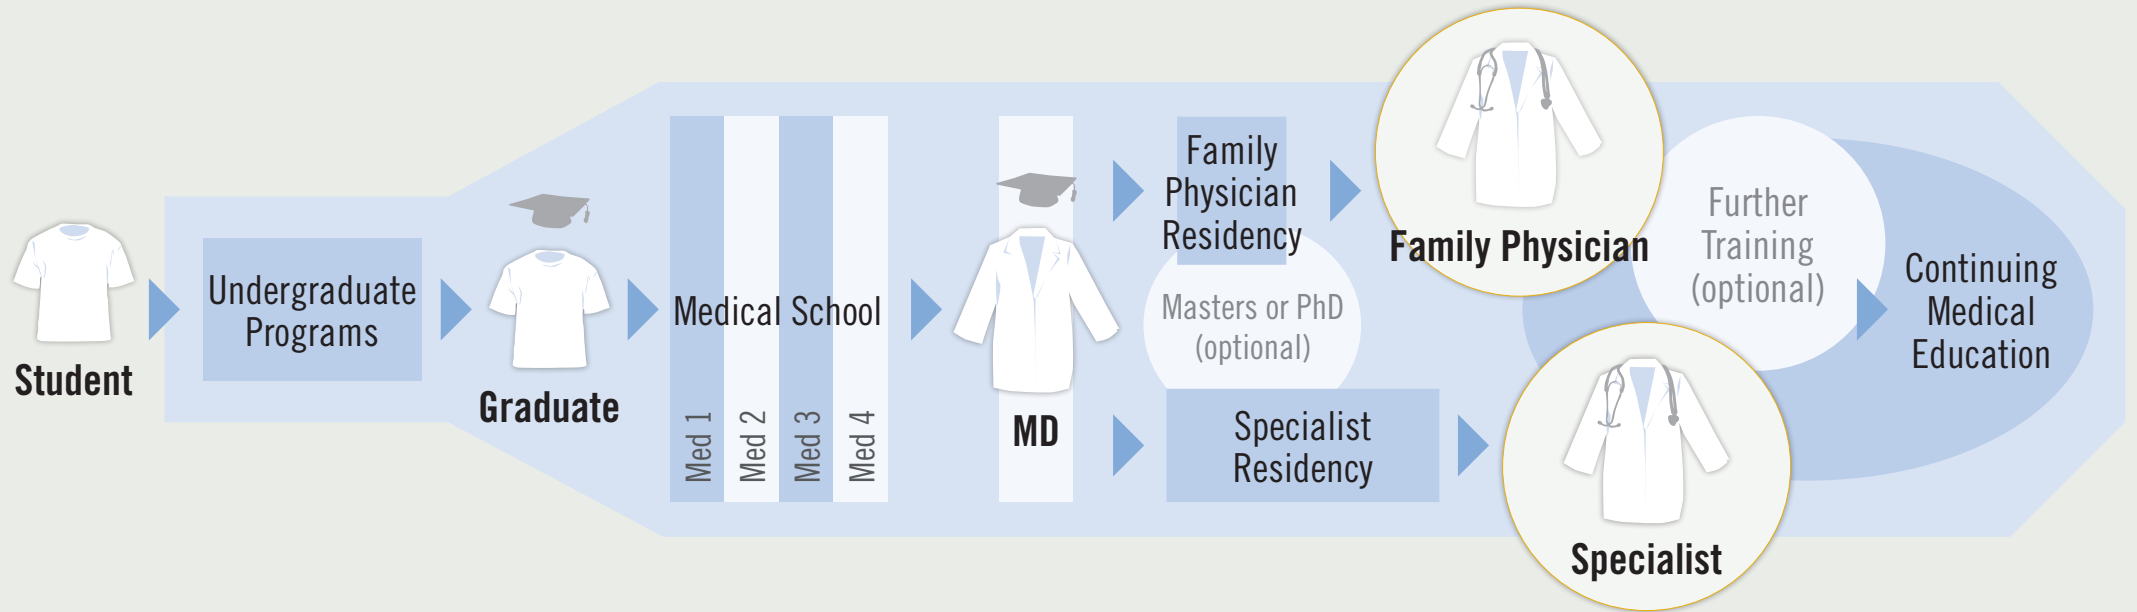 Student
Undergraduate
Programs
Graduate
Medical School
Med 1
Med 2
Med 3
Med 4
MD
Family
Physician
Residency
Masters or PhD
(optional)
Specialist
Residency
Family Physician
Specialist
Further
Training
(optional)
Continuing
Medical
Education